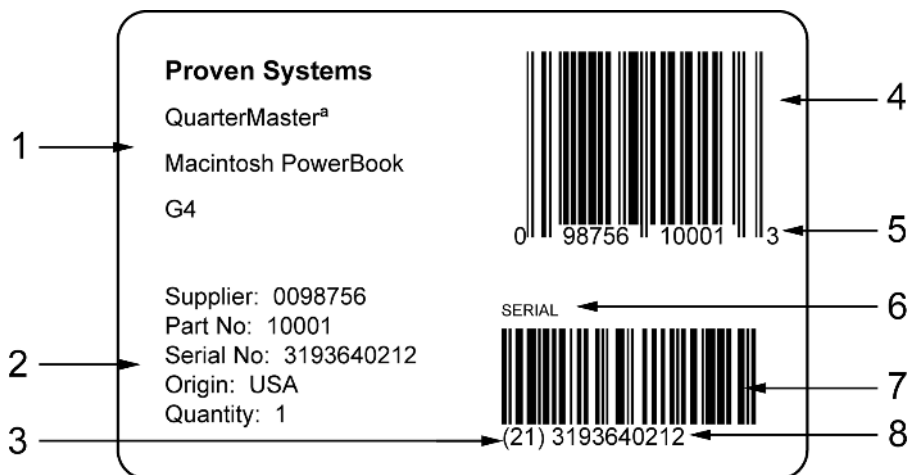 Proven Systems
QuarterMasterª
Macintosh PowerBook
G4
1
Supplier: 0098756
Part No: 10001
Serial No: 3193640212
Origin: USA
Quantity: 1
2
3
4
0 98756 10001 3
5
SERIAL
6
7
(21) 3193640212
8